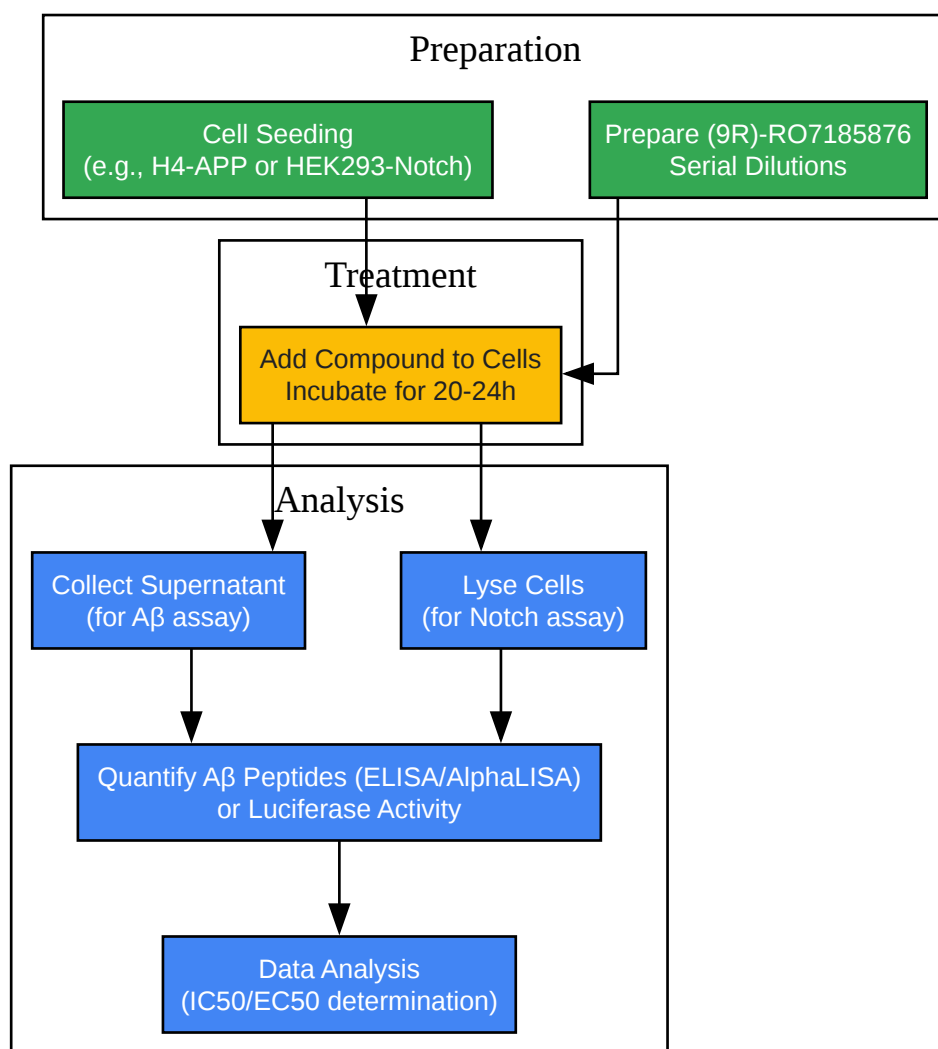 Preparation
Cell Seeding
(e.g., H4-APP or HEK293-Notch)
Prepare (9R)-RO7185876
Serial Dilutions
Treatment
Add Compound to Cells
Incubate for 20-24h
Analysis
Collect Supernatant
(for Aβ assay)
Lyse Cells
(for Notch assay)
Quantify Aβ Peptides (ELISA/AlphaLISA)
or Luciferase Activity
Data Analysis
(IC50/EC50 determination)